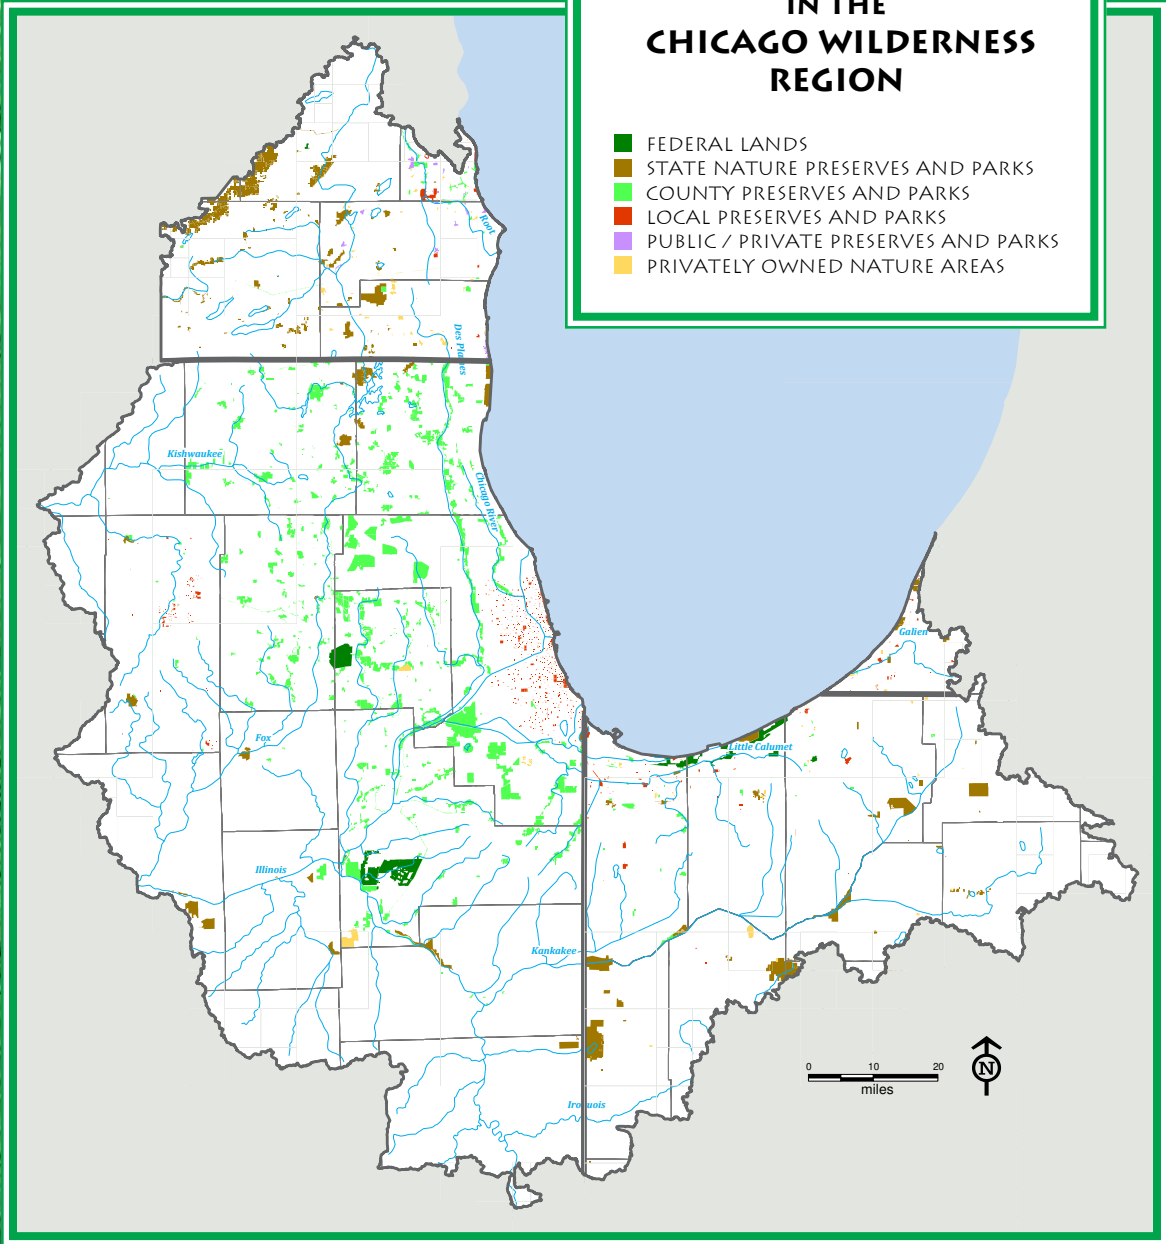 IN THE
CHICAGO WILDERNESS
REGION
FEDERAL LANDS
STATE NATURE PRESERVES AND PARKS
COUNTY PRESERVES AND PARKS
LOCAL PRESERVES AND PARKS
PUBLIC / PRIVATE PRESERVES AND PARKS
PRIVATELY OWNED NATURE AREAS
Root
Des Plaines
Kishwaukee
Chicago River
Galien
Fox
Little Calumet
Illinois
Kankakee
Iroquois
0 10 20
miles
N